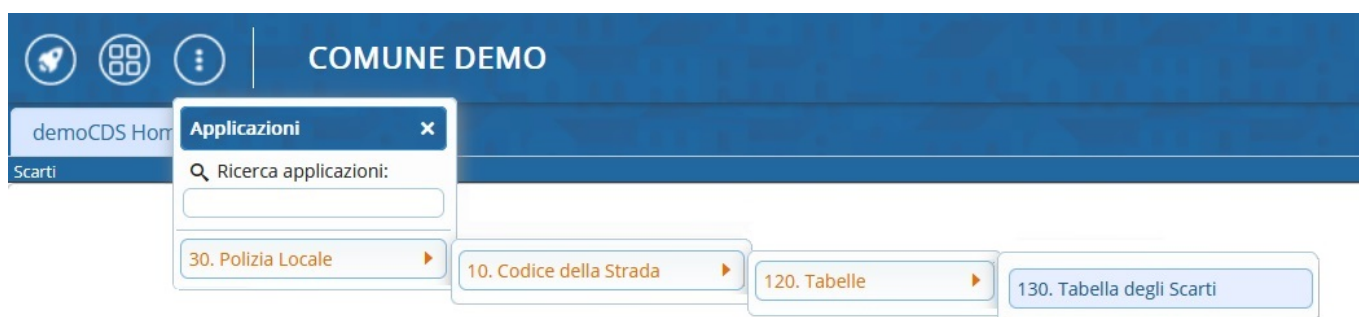 COMUNE DEMO
demoCDS Hom
Applicazioni
Scarti
Ricerca applicazioni:
30. Polizia Locale
10. Codice della Strada
120. Tabelle
130. Tabella degli Scarti